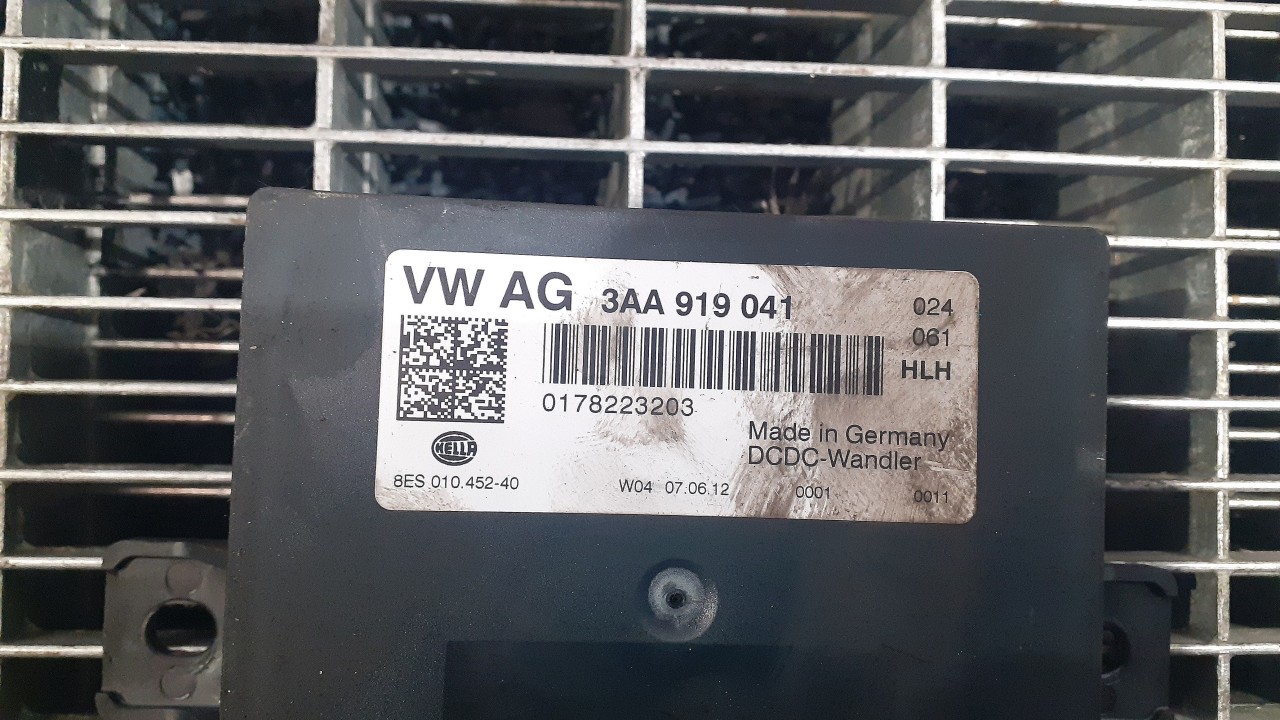 VW AG 3AA 919 041 024
061
HLH
0178223203
Made in Germany
DCDC-Wandler
HELLA
8ES 010.452-40 W04 07.06.12 0001 0011